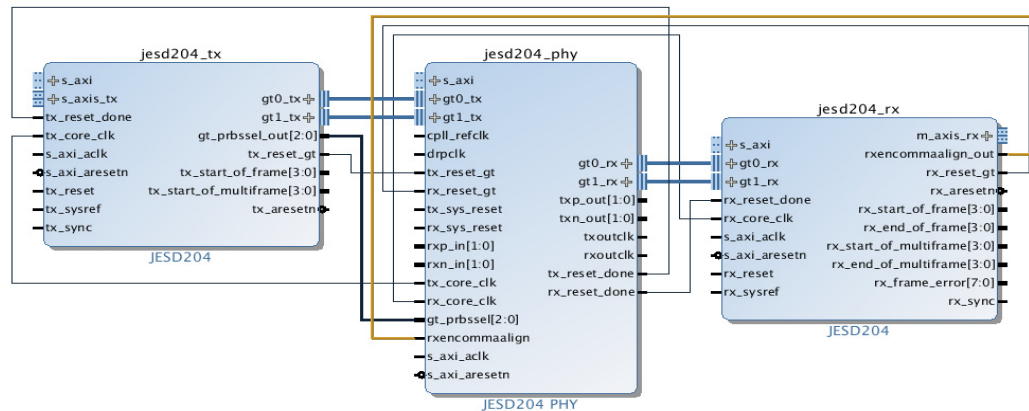 jesd204_tx
s_axi
s_axis_tx
tx_reset_done
tx_core_clk
s_axi_aclk
s_axi_aresetn
tx_reset
tx_sysref
tx_sync
gt0_tx
gt1_tx
gt_prbssel_out[2:0]
tx_reset_gt
tx_start_of_frame[3:0]
tx_start_of_multiframe[3:0]
tx_aresetn
JESD204
jesd204_phy
s_axi
gt0_tx
gt1_tx
cpll_refclk
drpclk
tx_reset_gt
rx_reset_gt
tx_sys_reset
rx_sys_reset
rxp_in[1:0]
rxn_in[1:0]
tx_core_clk
rx_core_clk
gt_prbssel[2:0]
rxencommaalign
s_axi_aclk
s_axi_aresetn
gt0_rx
gt1_rx
txp_out[1:0]
txn_out[1:0]
txoutclk
rxoutclk
tx_reset_done
rx_reset_done
JESD204 PHY
jesd204_rx
s_axi
gt0_rx
gt1_rx
rx_reset_done
rx_core_clk
s_axi_aclk
s_axi_aresetn
rx_reset
rx_sysref
m_axis_rx
rxencommaalign_out
rx_reset_gt
rx_aresetn
rx_start_of_frame[3:0]
rx_end_of_frame[3:0]
rx_start_of_multiframe[3:0]
rx_end_of_multiframe[3:0]
rx_frame_error[7:0]
rx_sync
JESD204